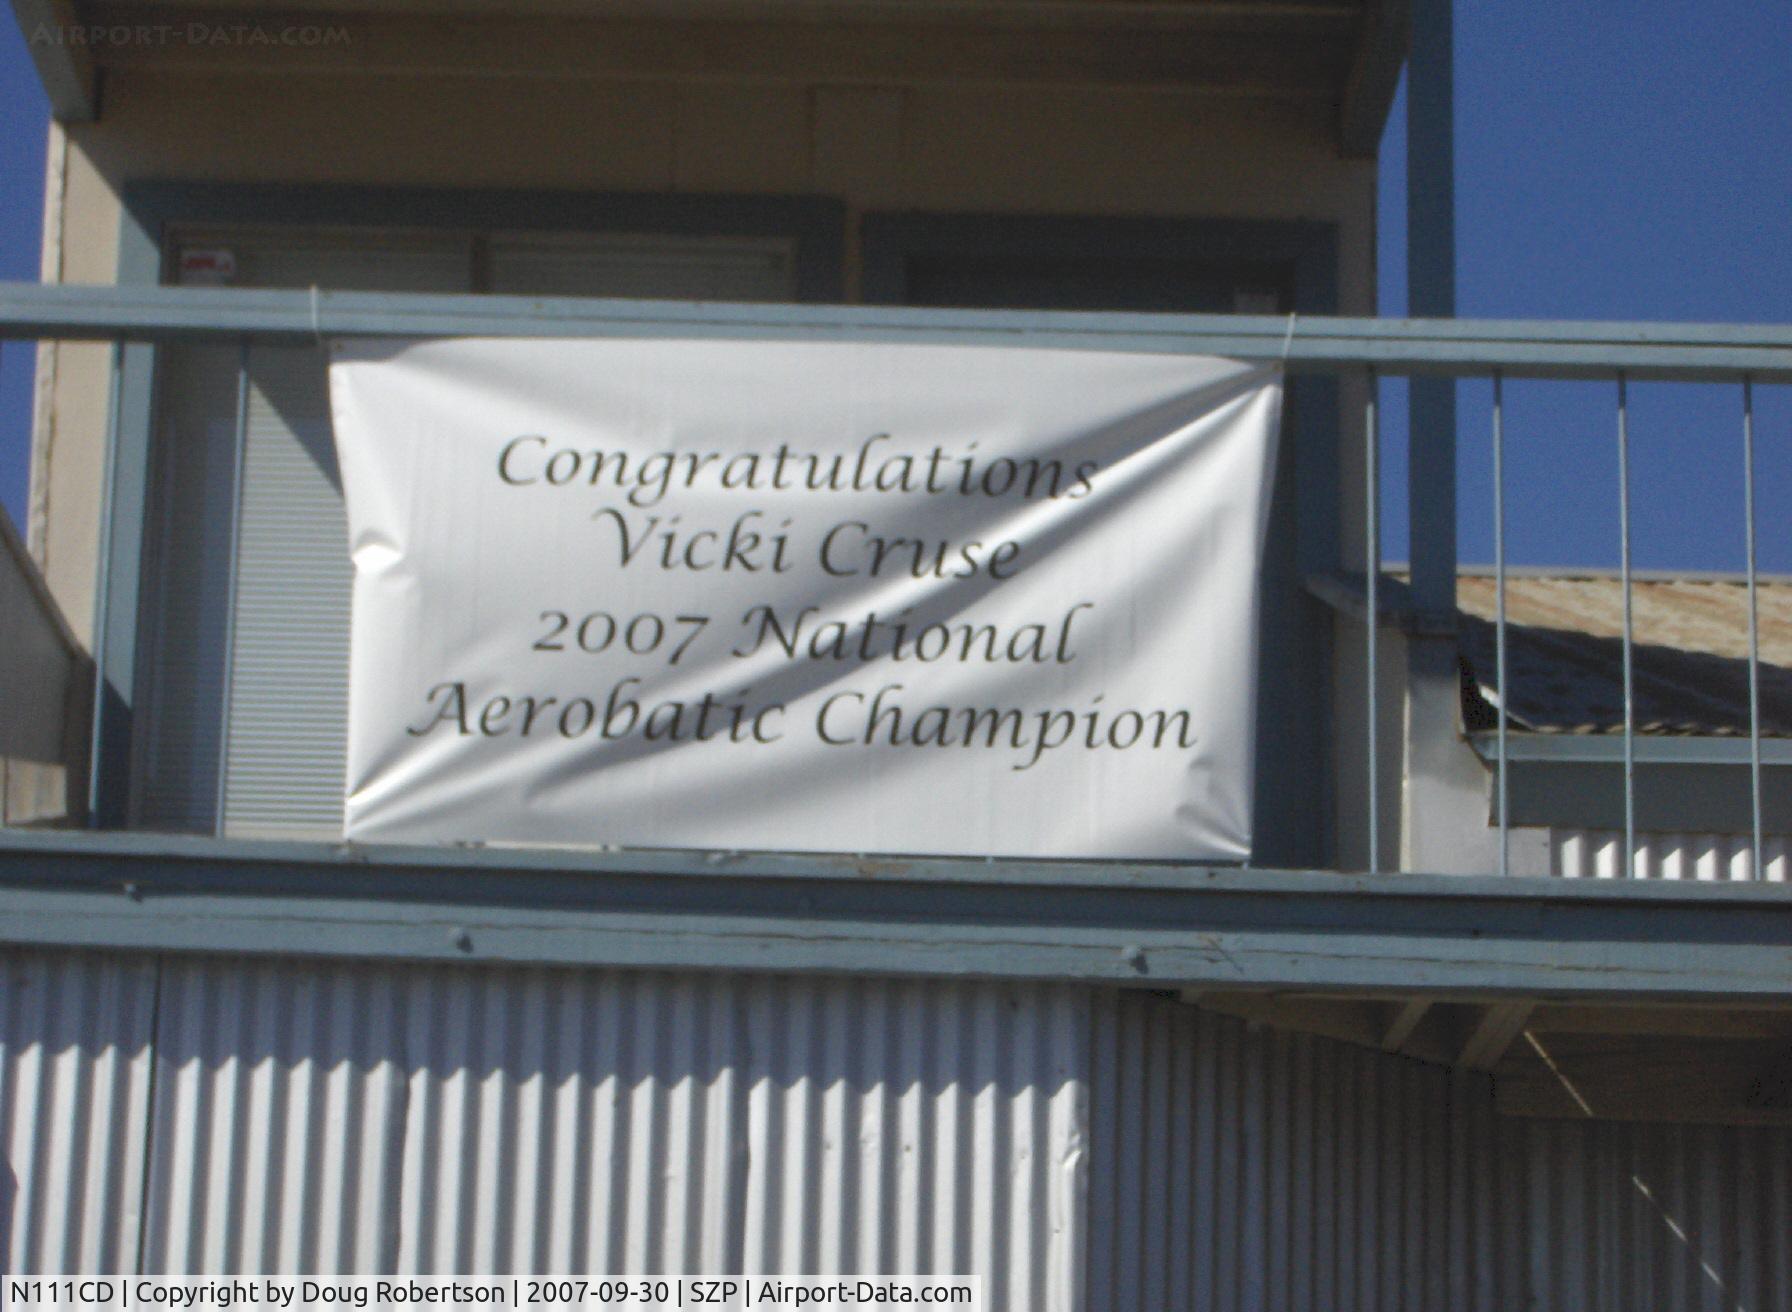 Airport-Data.com
Congratulations
Vicki Cruse
2007 National
Aerobatic Champion
N111CD | Copyright by Doug Robertson | 2007-09-30 | SZP | Airport-Data.com